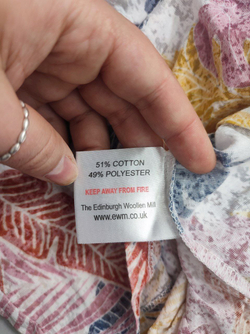 51% COTTON
49% POLYESTER
KEEP AWAY FROM FIRE
The Edinburgh Woollen Mill
www.ewm.co.uk